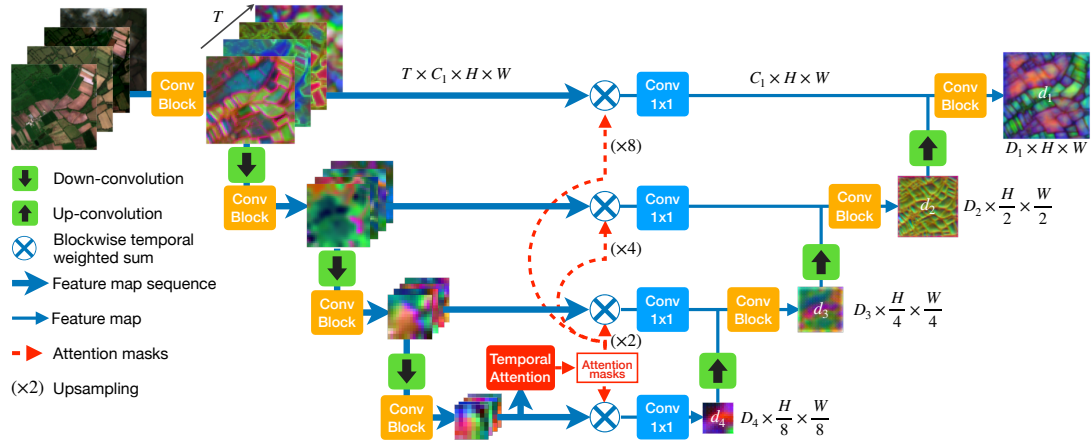 T
Conv
Block
T × C₁ × H × W
Conv
1x1
C₁ × H × W
Conv
Block
d₁
D₁ × H × W
(×8)
Down-convolution
Up-convolution
Blockwise temporal
weighted sum
Feature map sequence
Feature map
Attention masks
(×2) Upsampling
Conv
Block
Conv
1x1
Conv
Block
d₂
D₂ × H/2 × W/2
(×4)
Conv
Block
Conv
1x1
Conv
Block
d₃
D₃ × H/4 × W/4
(×2)
Temporal
Attention
Attention
masks
Conv
Block
Conv
1x1
d₄
D₄ × H/8 × W/8